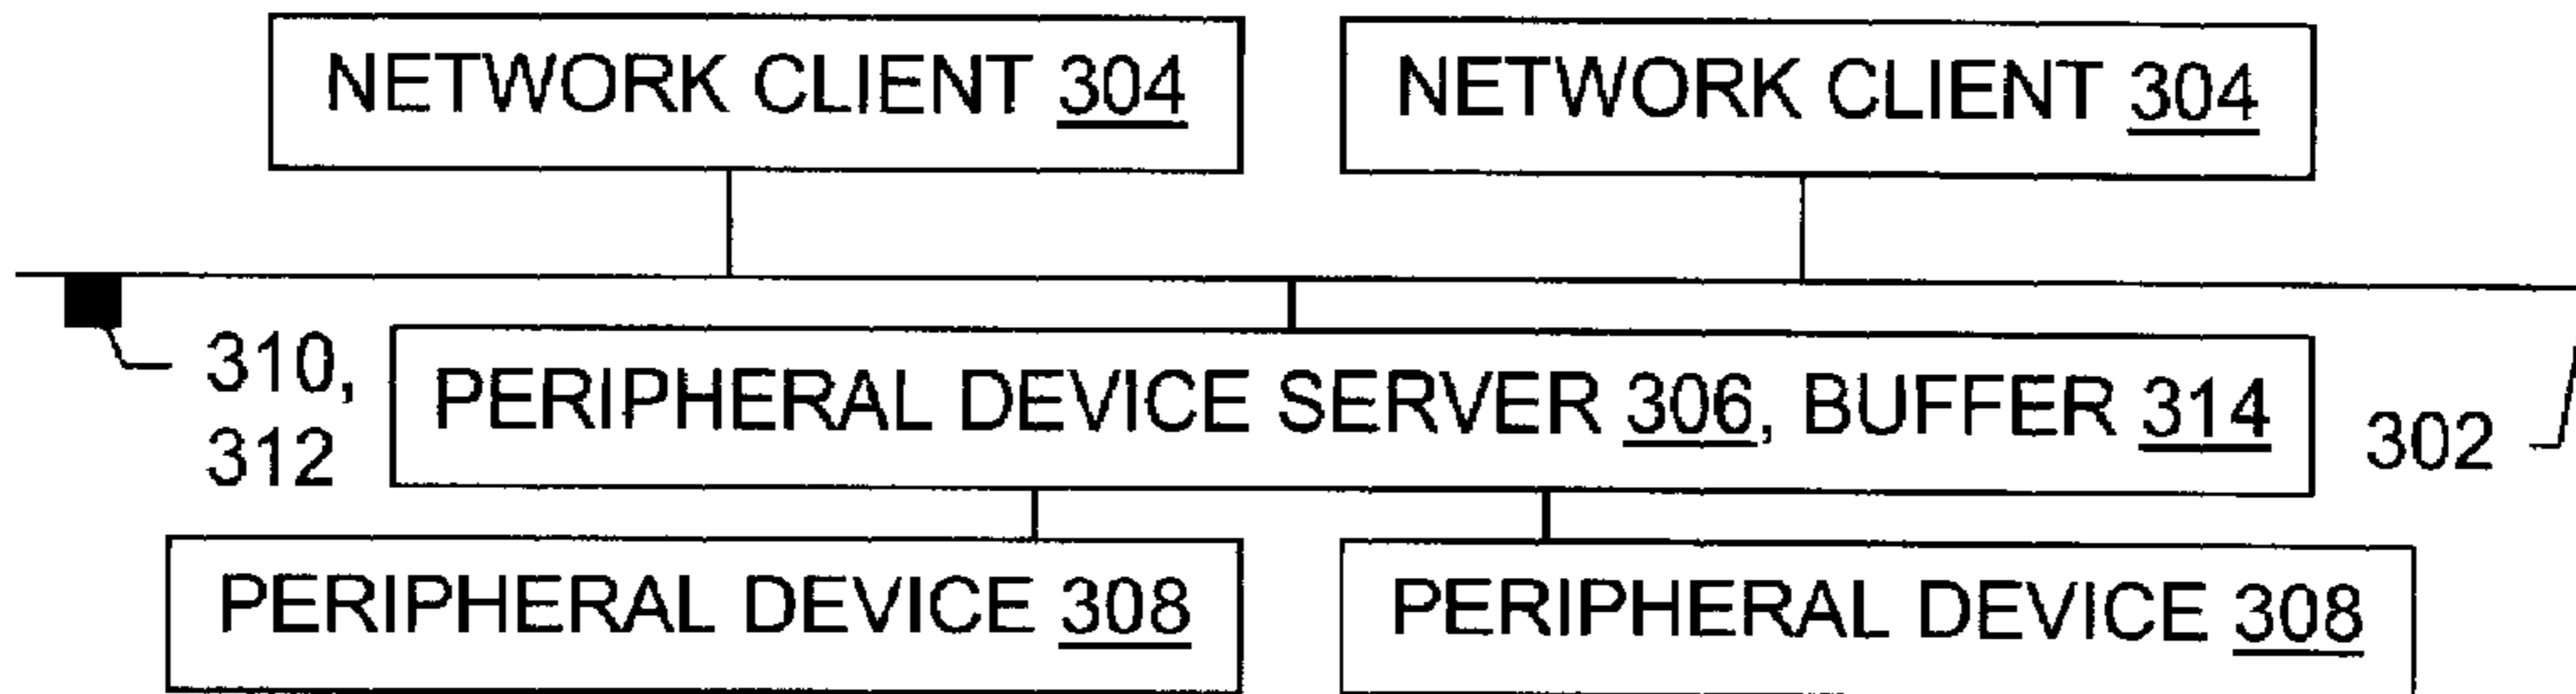 NETWORK CLIENT 304
NETWORK CLIENT 304
310,
312
PERIPHERAL DEVICE SERVER 306, BUFFER 314
302
PERIPHERAL DEVICE 308
PERIPHERAL DEVICE 308